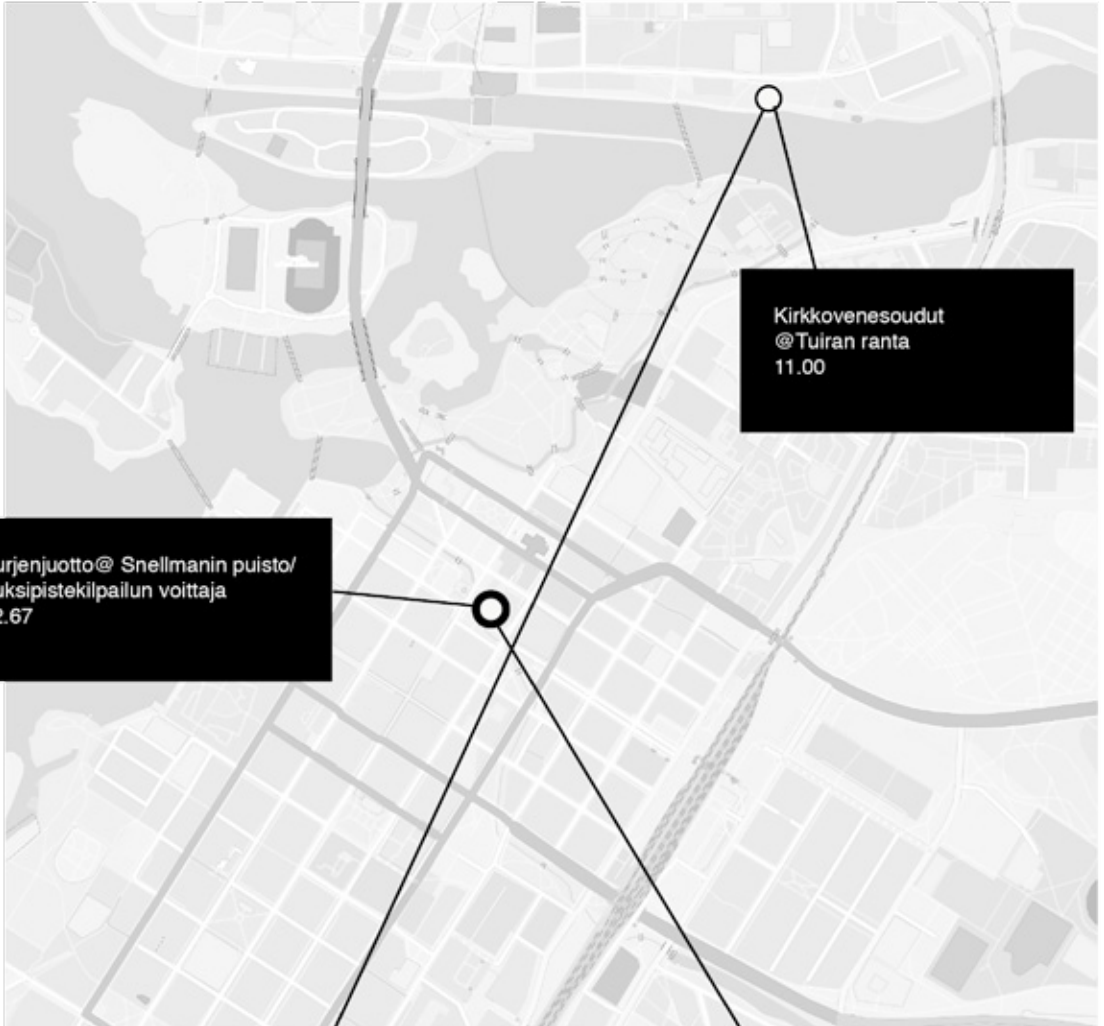 Kirkkovenesoudut
@Tuiran ranta
11.00
urjenjuotto@ Snellmanin puisto/
uksipistekilpailun voittaja
2.67